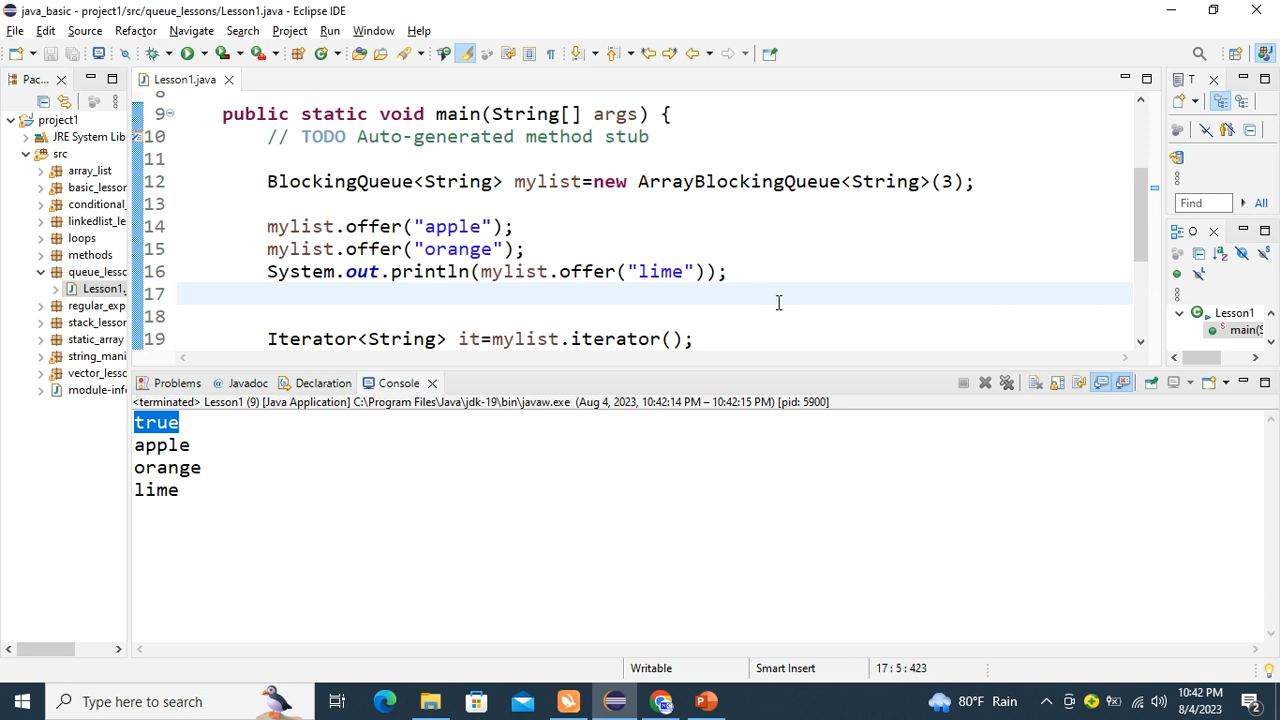 java_basic - project1/src/queue_lessons/Lesson1.java - Eclipse IDE
File Edit Source Refactor Navigate Search Project Run Window Help
Pac...
Lesson1.java
T
project1
JRE System Lib
src
array_list
basic_lesson
conditional_
linkedlist_le
loops
methods
queue_lessc
Lesson1.
regular_exp
stack_lesson
static_array
string_mani
vector_lesso
module-info
8
9 public static void main(String[] args) {
10 // TODO Auto-generated method stub
11
12 BlockingQueue<String> mylist=new ArrayBlockingQueue<String>(3);
13
14 mylist.offer("apple");
15 mylist.offer("orange");
16 System.out.println(mylist.offer("lime"));
17
18
19 Iterator<String> it=mylist.iterator();
Find All
O
Lesson1
main(S
Problems Javadoc Declaration Console
<terminated> Lesson1 (9) [Java Application] C:\Program Files\Java\jdk-19\bin\javaw.exe (Aug 4, 2023, 10:42:14 PM – 10:42:15 PM) [pid: 5900]
true
apple
orange
lime
Writable Smart Insert 17 : 5 : 423
Type here to search
80°F Rain
10:42 PM
8/4/2023
2